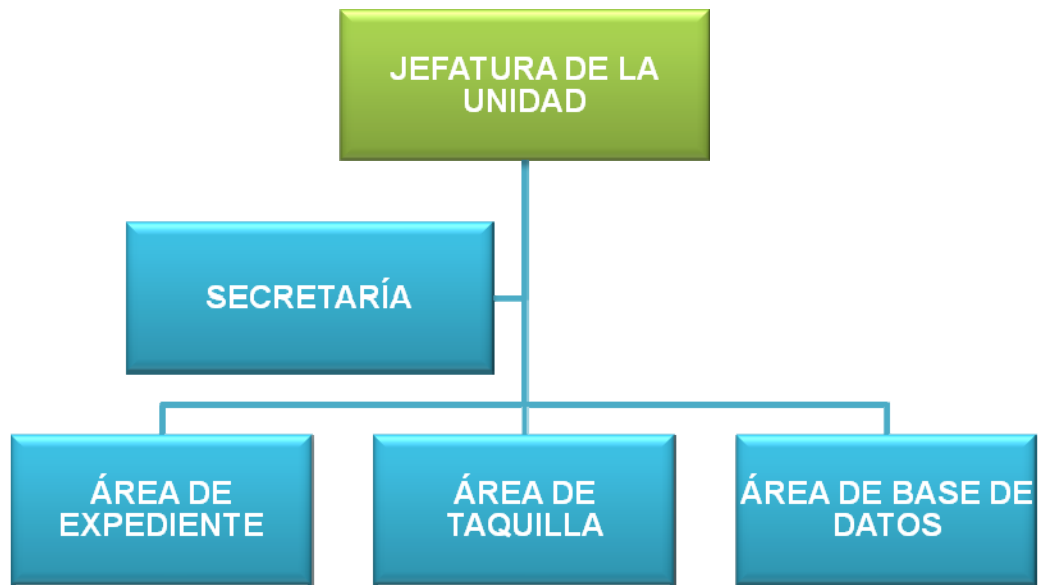 JEFATURA DE LA
UNIDAD
SECRETARÍA
ÁREA DE
EXPEDIENTE
ÁREA DE
TAQUILLA
ÁREA DE BASE DE
DATOS